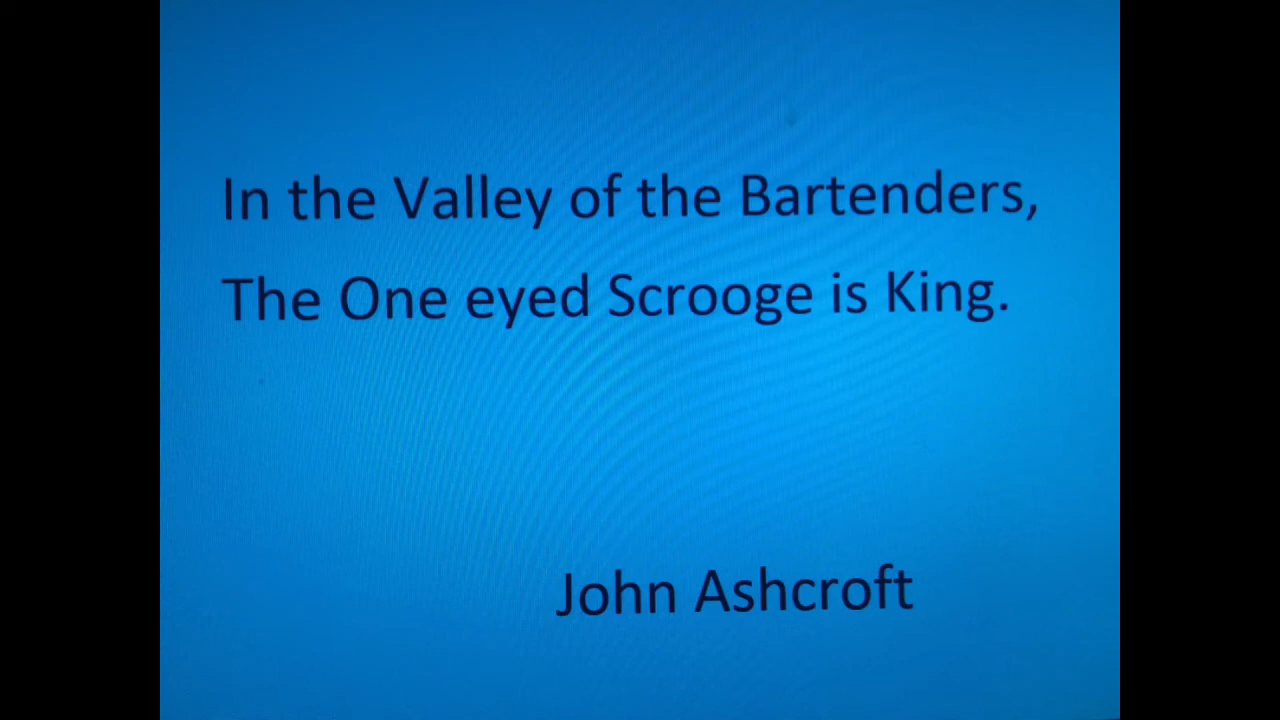 In the Valley of the Bartenders,
The One eyed Scrooge is King.
John Ashcroft